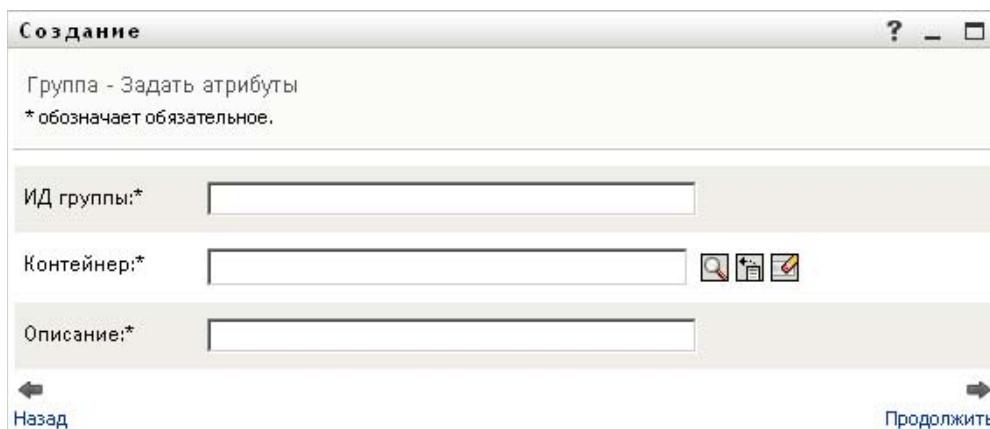 Создание ?
Группа - Задать атрибуты
* обозначает обязательное.
ИД группы:*
Контейнер:*
Описание:*
Назад Продолжить